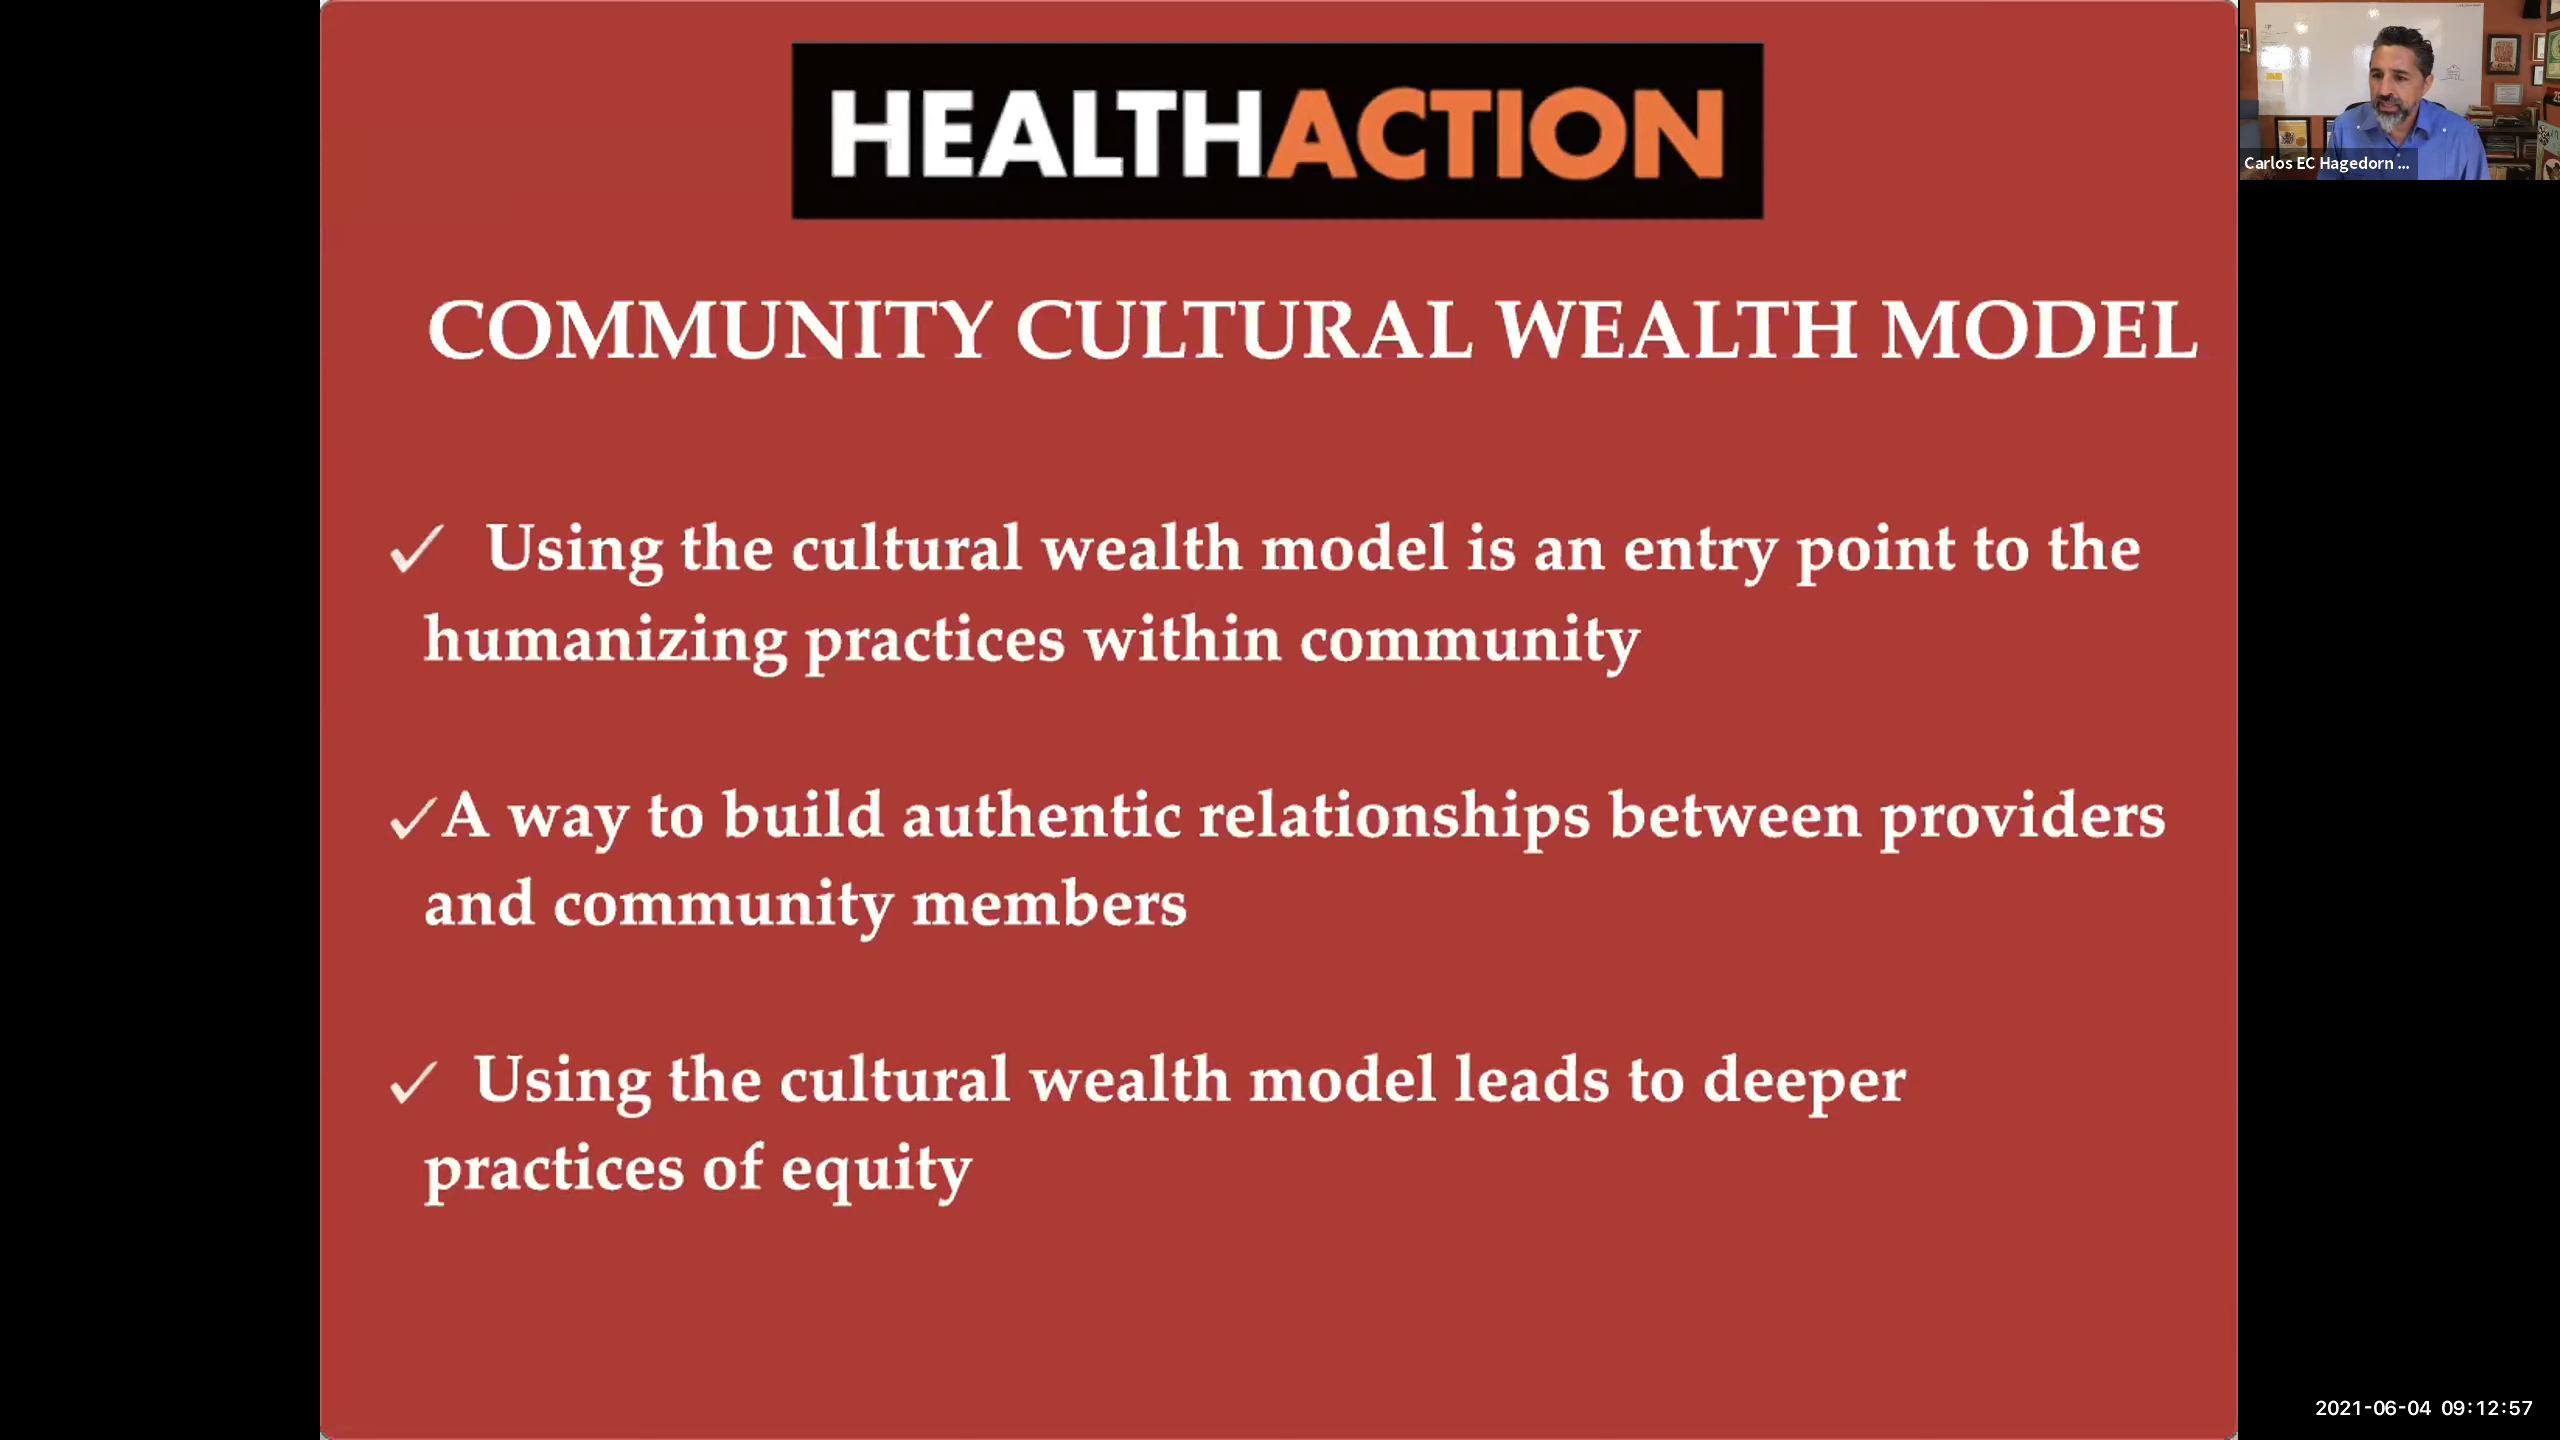 HEALTHACTION
COMMUNITY CULTURAL WEALTH MODEL
✓ Using the cultural wealth model is an entry point to the
humanizing practices within community
✓A way to build authentic relationships between providers
and community members
✓ Using the cultural wealth model leads to deeper
practices of equity
Carlos EC Hagedorn ...
2021-06-04 09:12:57